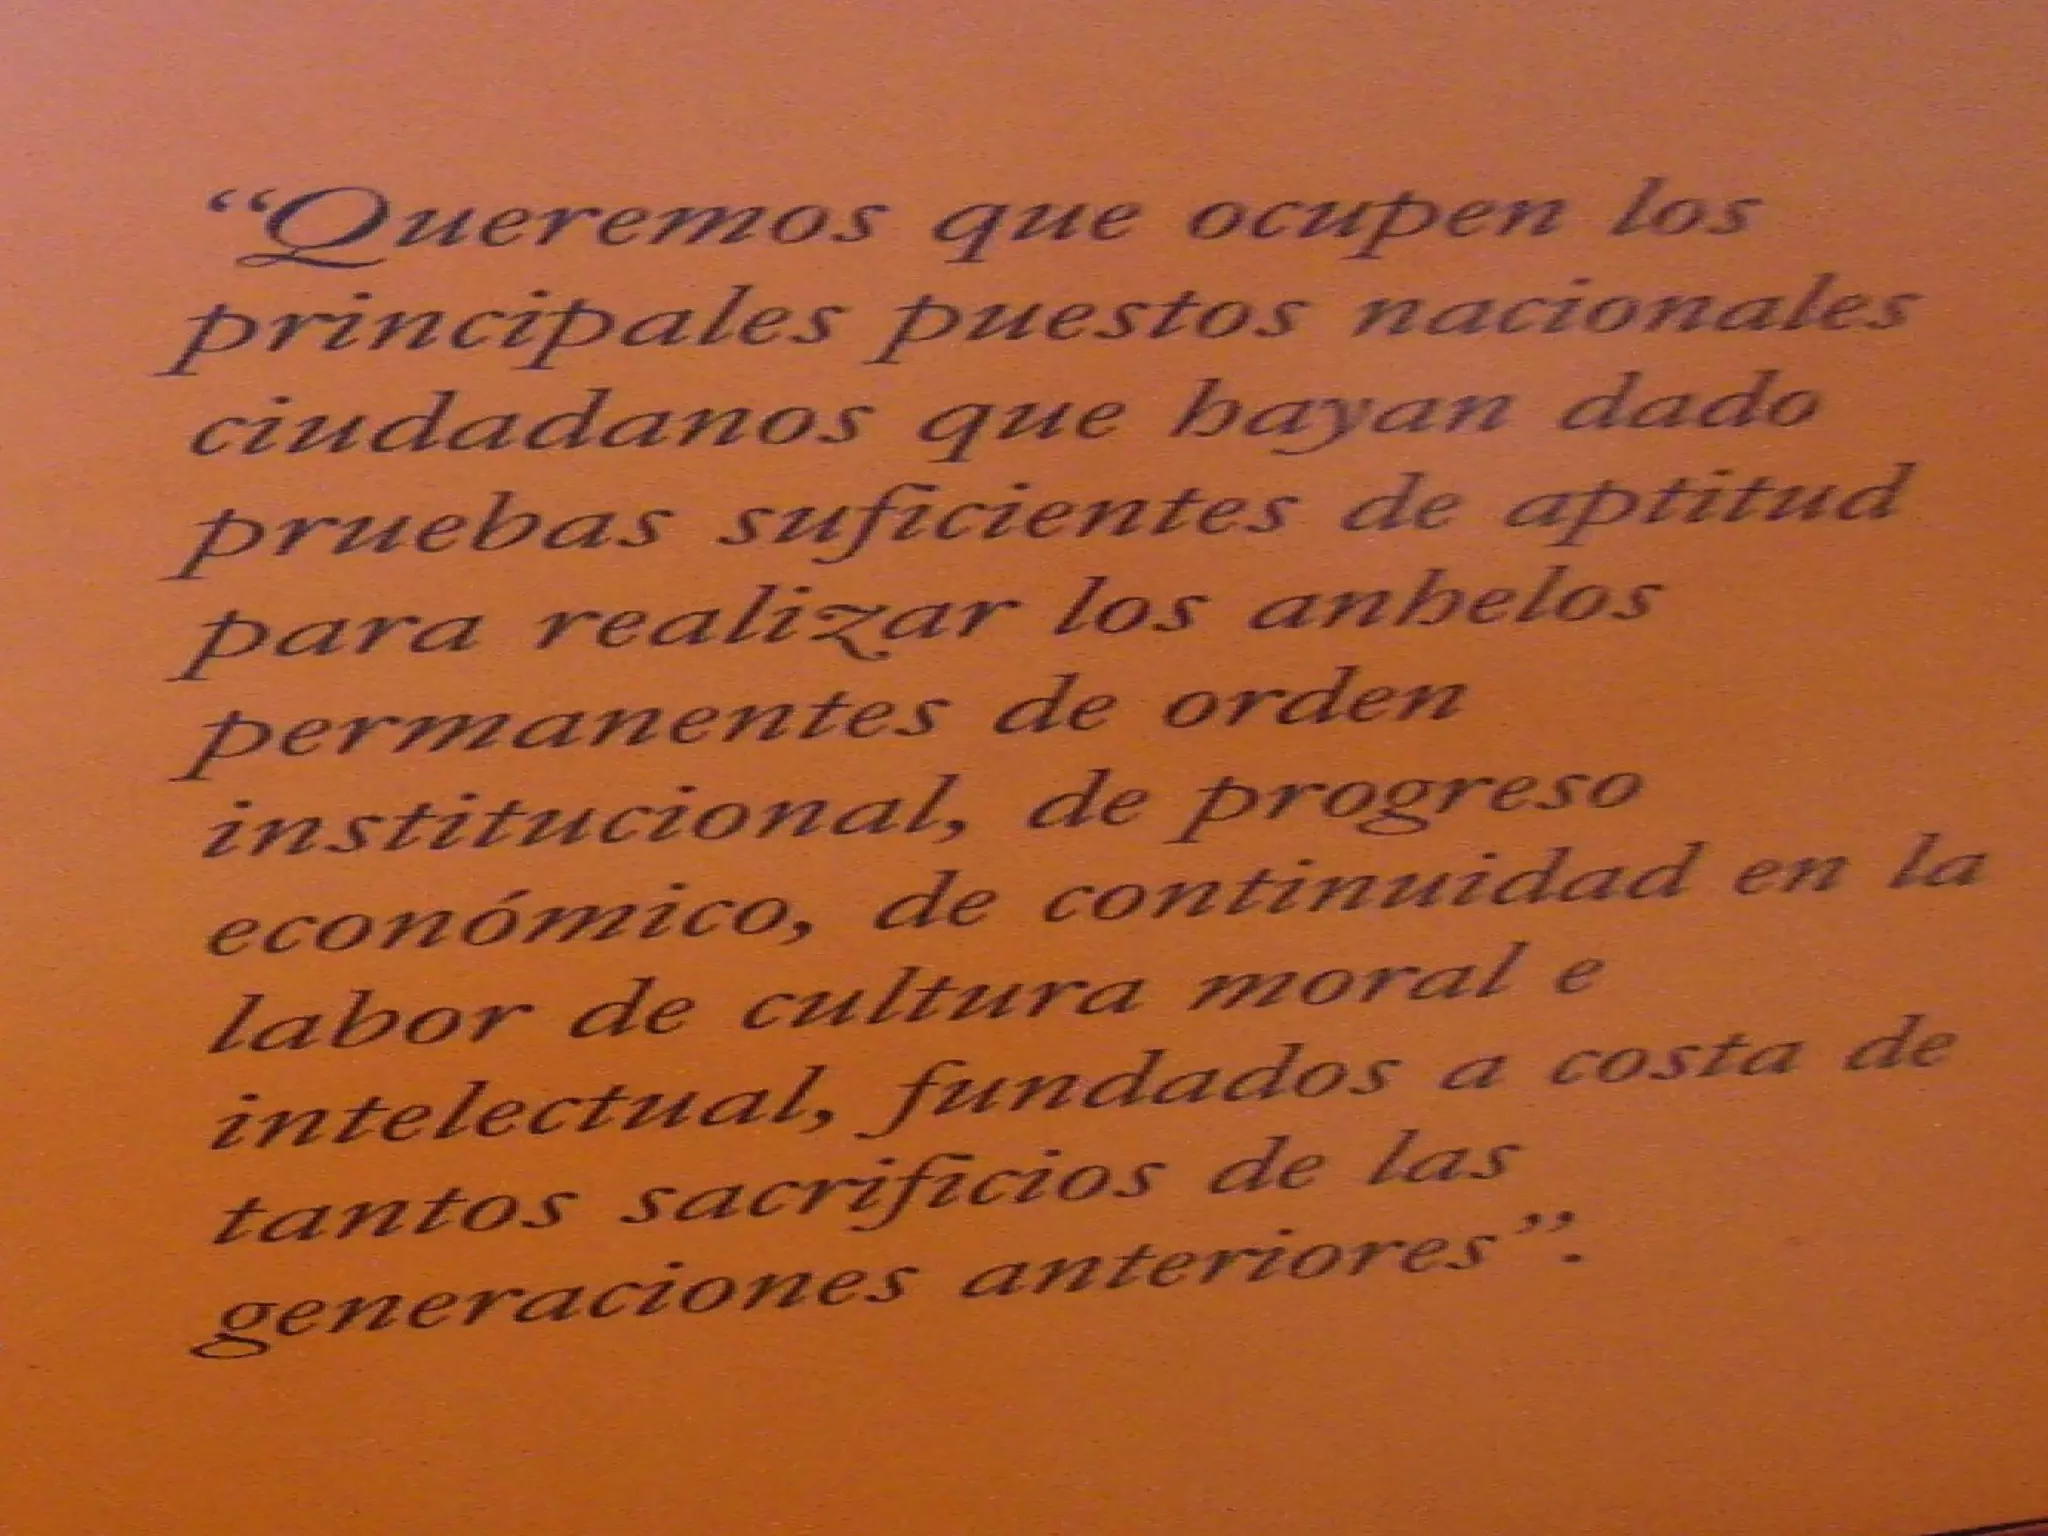 “Queremos que ocupen los
principales puestos nacionales
ciudadanos que hayan dado
pruebas suficientes de aptitud
para realizar los anhelos
permanentes de orden
institucional, de progreso
económico, de continuidad en la
labor de cultura moral e
intelectual, fundados a costa de
tantos sacrificios de las
generaciones anteriores”.